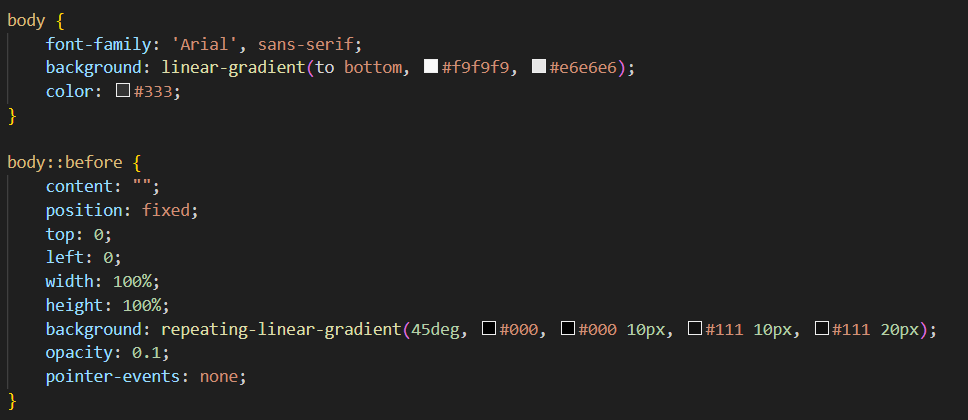 body {
    font-family: 'Arial', sans-serif;
    background: linear-gradient(to bottom, #f9f9f9, #e6e6e6);
    color: #333;
}

body::before {
    content: "";
    position: fixed;
    top: 0;
    left: 0;
    width: 100%;
    height: 100%;
    background: repeating-linear-gradient(45deg, #000, #000 10px, #111 10px, #111 20px);
    opacity: 0.1;
    pointer-events: none;
}